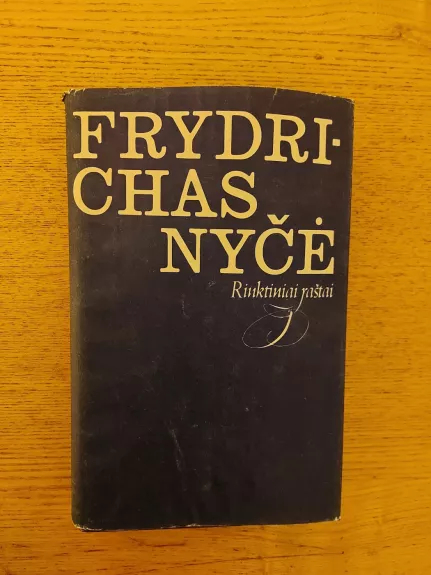 FRYDRI-
CHAS
NYČĖ
Rinktiniai raštai